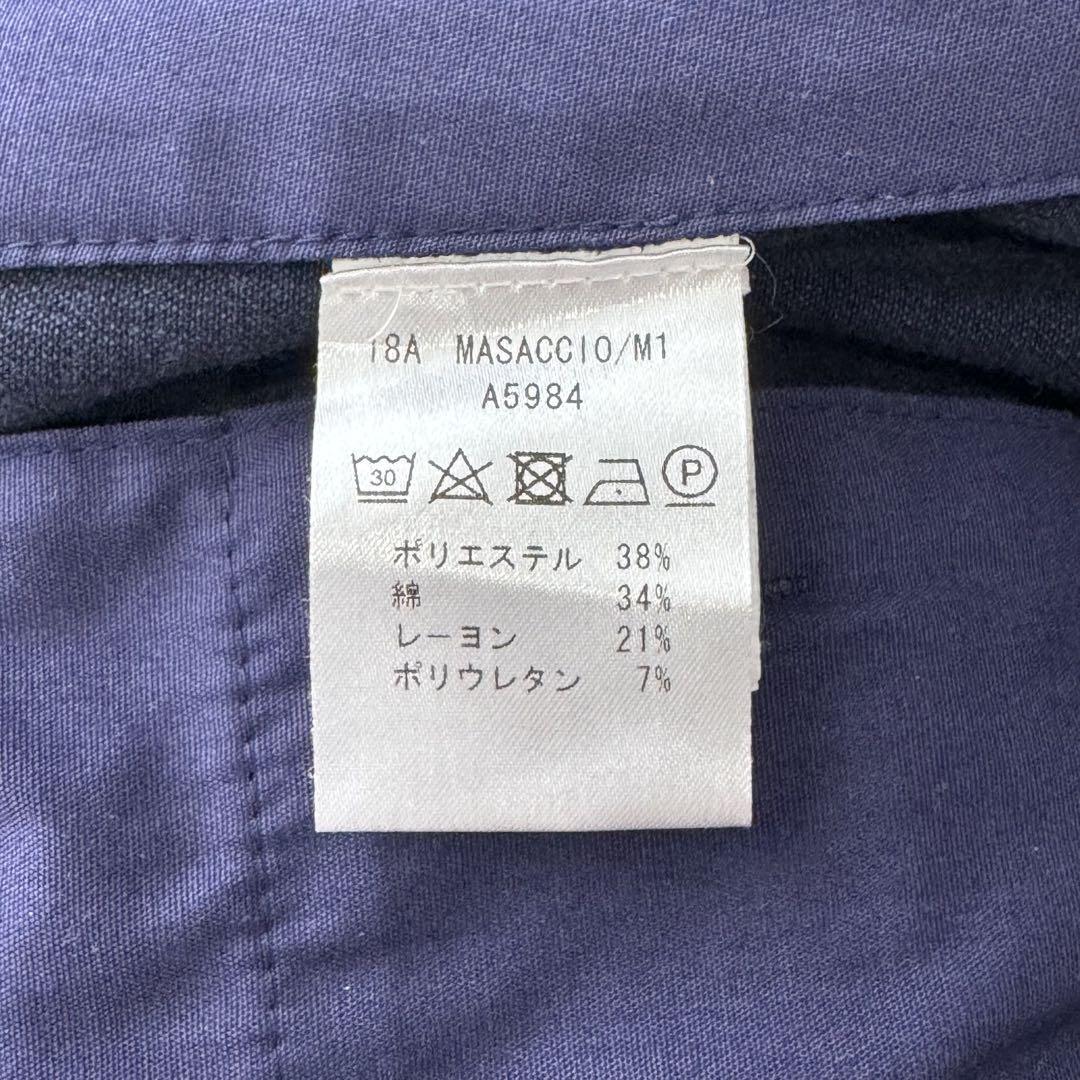 18A MASACCIO/M1
A5984
30 P
ポリエステル 38%
綿 34%
レーヨン 21%
ポリウレタン 7%